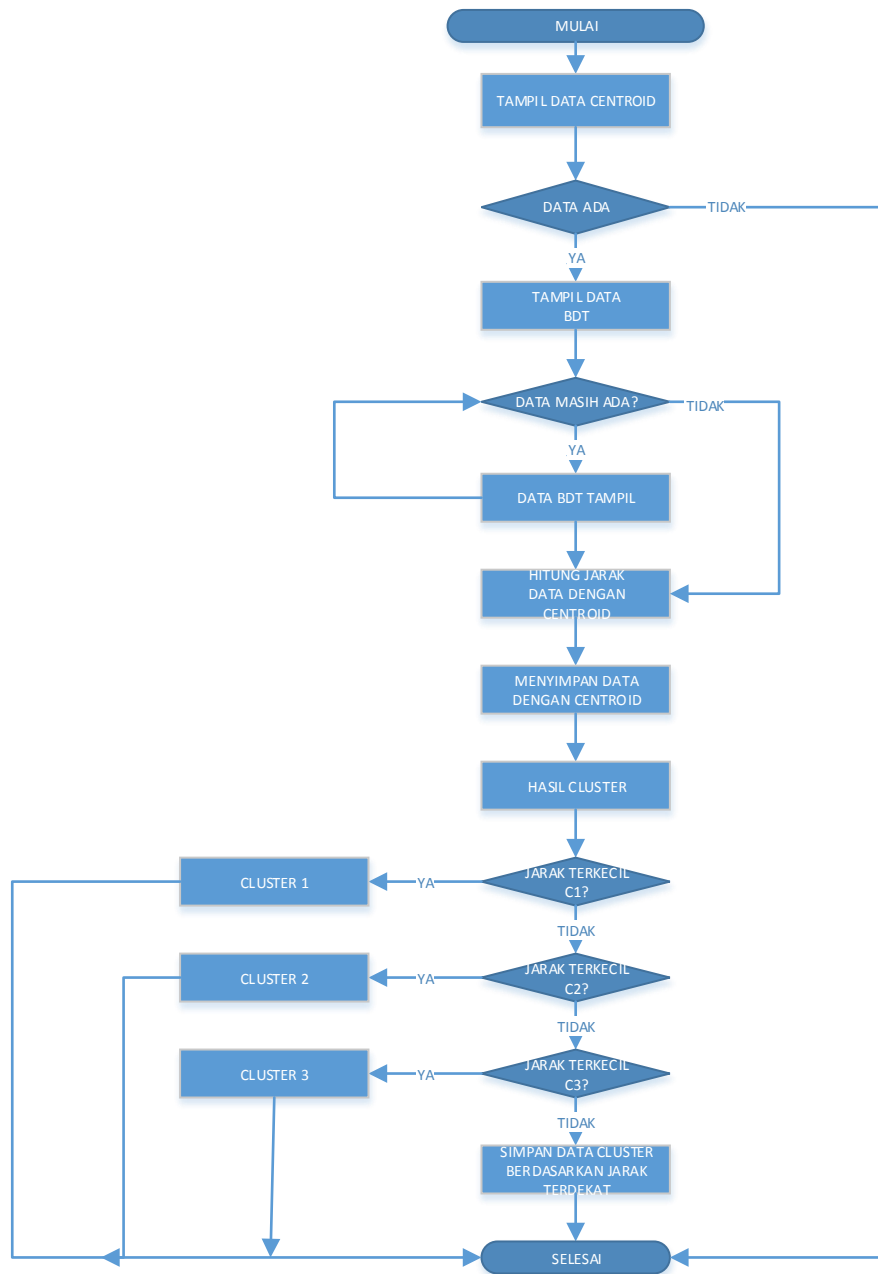 MULAI
TAMPIL DATA CENTROID
DATA ADA
TIDAK
YA
TAMPIL DATA
BDT
DATA MASIH ADA?
TIDAK
YA
DATA BDT TAMPIL
HITUNG JARAK
DATA DENGAN
CENTROID
MENYIMPAN DATA
DENGAN CENTROID
HASIL CLUSTER
JARAK TERKECIL
C1?
YA
CLUSTER 1
TIDAK
JARAK TERKECIL
C2?
YA
CLUSTER 2
TIDAK
JARAK TERKECIL
C3?
YA
CLUSTER 3
TIDAK
SIMPAN DATA CLUSTER
BERDASARKAN JARAK
TERDEKAT
SELESAI